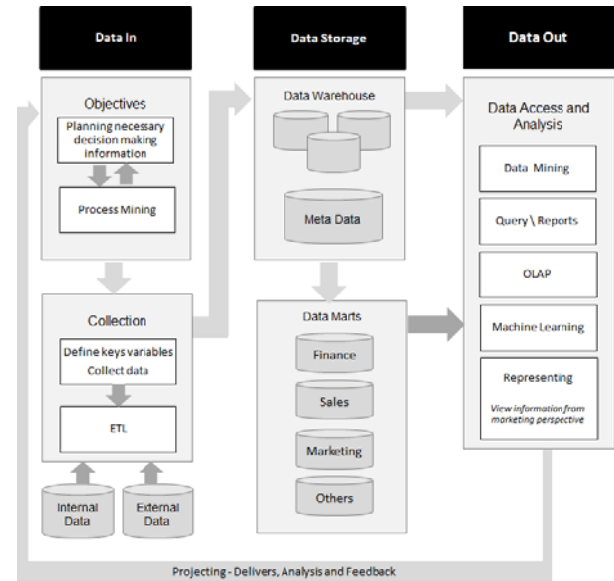 Data In
Data Storage
Data Out
Objectives
Planning necessary
decision making
information
Process Mining
Collection
Define keys variables
Collect data
ETL
Internal
Data
External
Data
Data Warehouse
Meta Data
Data Marts
Finance
Sales
Marketing
Others
Data Access and
Analysis
Data Mining
Query \ Reports
OLAP
Machine Learning
Representing
View information from
marketing perspective
Projecting - Delivers, Analysis and Feedback